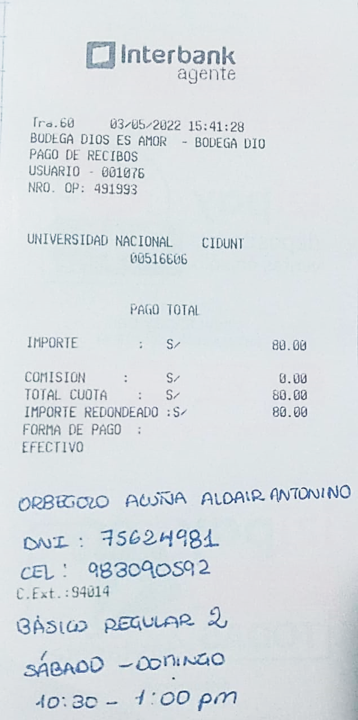 Interbank
agente
Tra.60 03/05/2022 15:41:28
BODEGA DIOS ES AMOR - BODEGA DIO
PAGO DE RECIBOS
USUARIO - 001076
NRO. OP: 491993
UNIVERSIDAD NACIONAL CIDUNT
00516606
PAGO TOTAL
IMPORTE : S/ 80.00
COMISION : S/ 0.00
TOTAL CUOTA : S/ 80.00
IMPORTE REDONDEADO :S/ 80.00
FORMA DE PAGO :
EFECTIVO
ORBEGOZO ACUÑA ALDAIR ANTONINO
DNI : 75624981
CEL : 983090592
C.Ext.:94014
BÁSICO REGULAR 2
SÁBADO - DOMINGO
10:30 - 1:00 pm